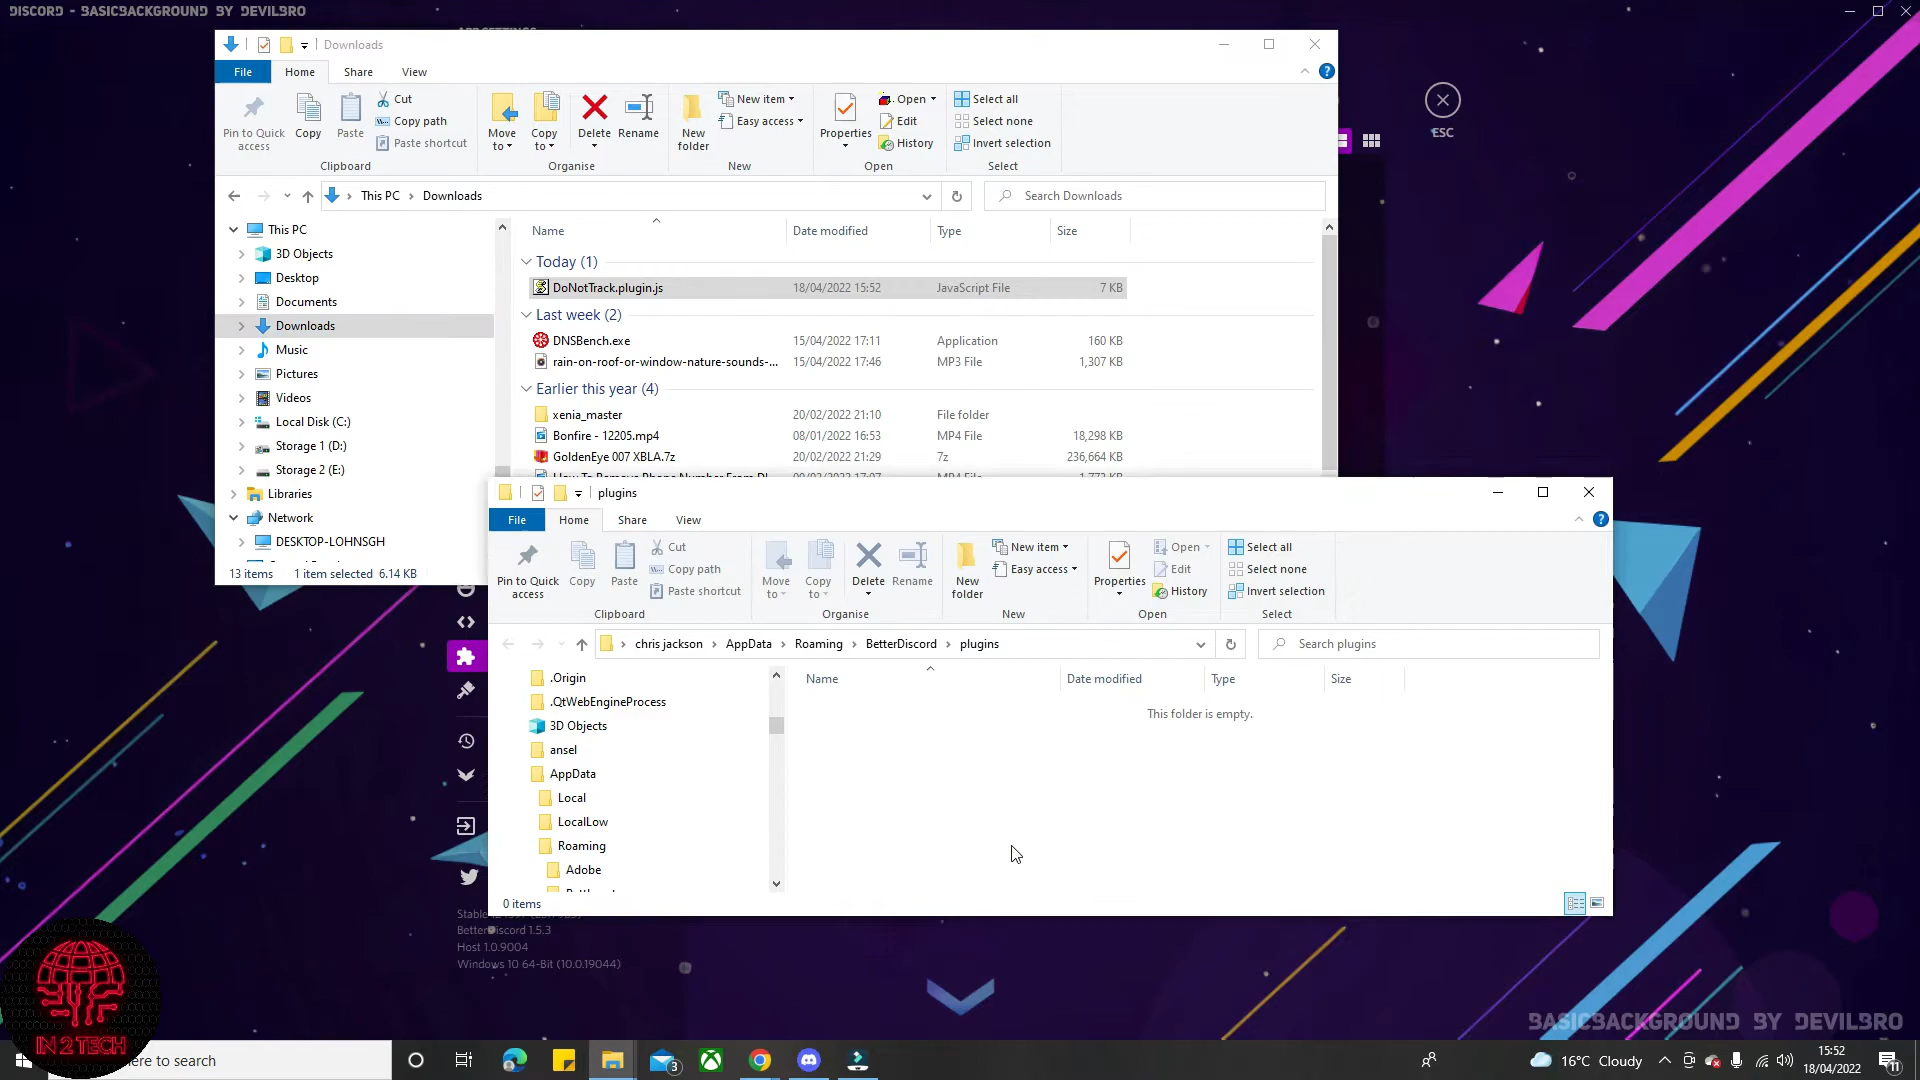 DISCORD - BASICBACKGROUND BY DEVILBRO
Downloads
File Home Share View
Pin to Quick access
Copy
Paste
Cut
Copy path
Paste shortcut
Clipboard
Move to
Copy to
Delete
Rename
Organise
New folder
New item
Easy access
New
Properties
Open
Edit
History
Open
Select all
Select none
Invert selection
Select
ESC
This PC > Downloads
Search Downloads
This PC
3D Objects
Desktop
Documents
Downloads
Music
Pictures
Videos
Local Disk (C:)
Storage 1 (D:)
Storage 2 (E:)
Libraries
Network
DESKTOP-LOHNSGH
Name Date modified Type Size
Today (1)
DoNotTrack.plugin.js 18/04/2022 15:52 JavaScript File 7 KB
Last week (2)
DNSBench.exe 15/04/2022 17:11 Application 160 KB
rain-on-roof-or-window-nature-sounds-... 15/04/2022 17:46 MP3 File 1,307 KB
Earlier this year (4)
xenia_master 20/02/2022 21:10 File folder
Bonfire - 12205.mp4 08/01/2022 16:53 MP4 File 18,298 KB
GoldenEye 007 XBLA.7z 20/02/2022 21:29 7z 236,664 KB
13 items 1 item selected 6.14 KB
plugins
File Home Share View
Pin to Quick access
Copy
Paste
Cut
Copy path
Paste shortcut
Clipboard
Move to
Copy to
Delete
Rename
Organise
New folder
New item
Easy access
New
Properties
Open
Edit
History
Open
Select all
Select none
Invert selection
Select
chris jackson > AppData > Roaming > BetterDiscord > plugins
Search plugins
.Origin
.QtWebEngineProcess
3D Objects
ansel
AppData
Local
LocalLow
Roaming
Adobe
Name Date modified Type Size
This folder is empty.
0 items
Stable
BetterDiscord 1.5.3
Host 1.0.9004
Windows 10 64-Bit (10.0.19044)
BASICBACKGROUND BY DEVILBRO
IN 2 TECH
here to search
3
16°C Cloudy
15:52
18/04/2022
11